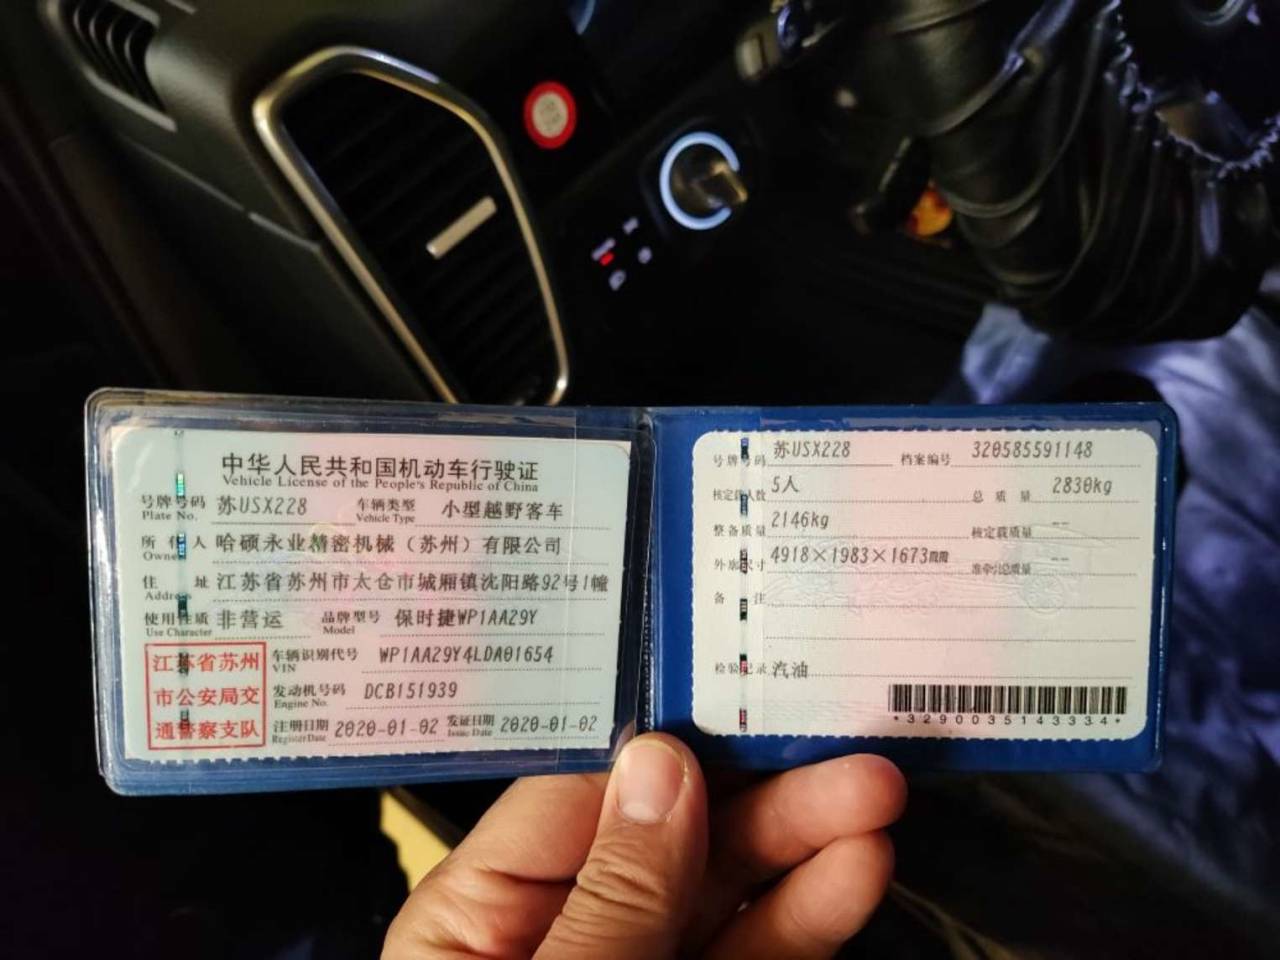 中华人民共和国机动车行驶证
Vehicle License of the People's Republic of China
号牌号码 苏USX228 车辆类型 小型越野客车
Plate No. Vehicle Type
所有人 哈硕永业精密机械（苏州）有限公司
Owner
住址 江苏省苏州市太仓市城厢镇沈阳路92号1幢
Address
使用性质 非营运 品牌型号 保时捷WP1AA29Y
Use Character Model
江苏省苏州
市公安局交
通警察支队
车辆识别代号 WP1AA29Y4LDA01654
VIN
发动机号码 DCB151939
Engine No.
注册日期 2020-01-02 发证日期 2020-01-02
Register Date Issue Date
号牌号码 苏USX228 档案编号 320585591148
核定载人数 5人 总质量 2830kg
整备质量 2146kg 核定载质量 --
外廓尺寸 4918×1983×1673mm 准牵引总质量 --
备注
检验记录 汽油
*3290035143334*